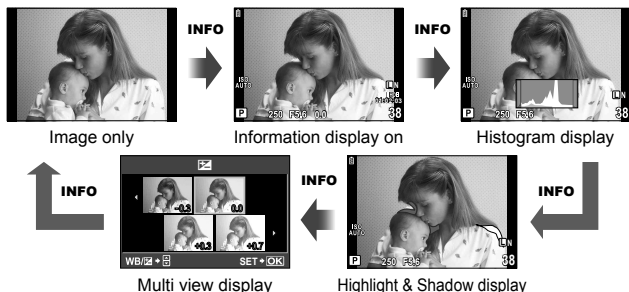 INFO
INFO
ISO
AUTO
P 250 F5.6 0.0
N
38
ISO
AUTO
P 250 F5.6
N
38
Image only
Information display on
Histogram display
INFO
INFO
INFO
-0.3 0.0
+0.3 +0.7
WB/
SET OK
ISO
AUTO
P 250 F5.6
N
38
Multi view display
Highlight & Shadow display